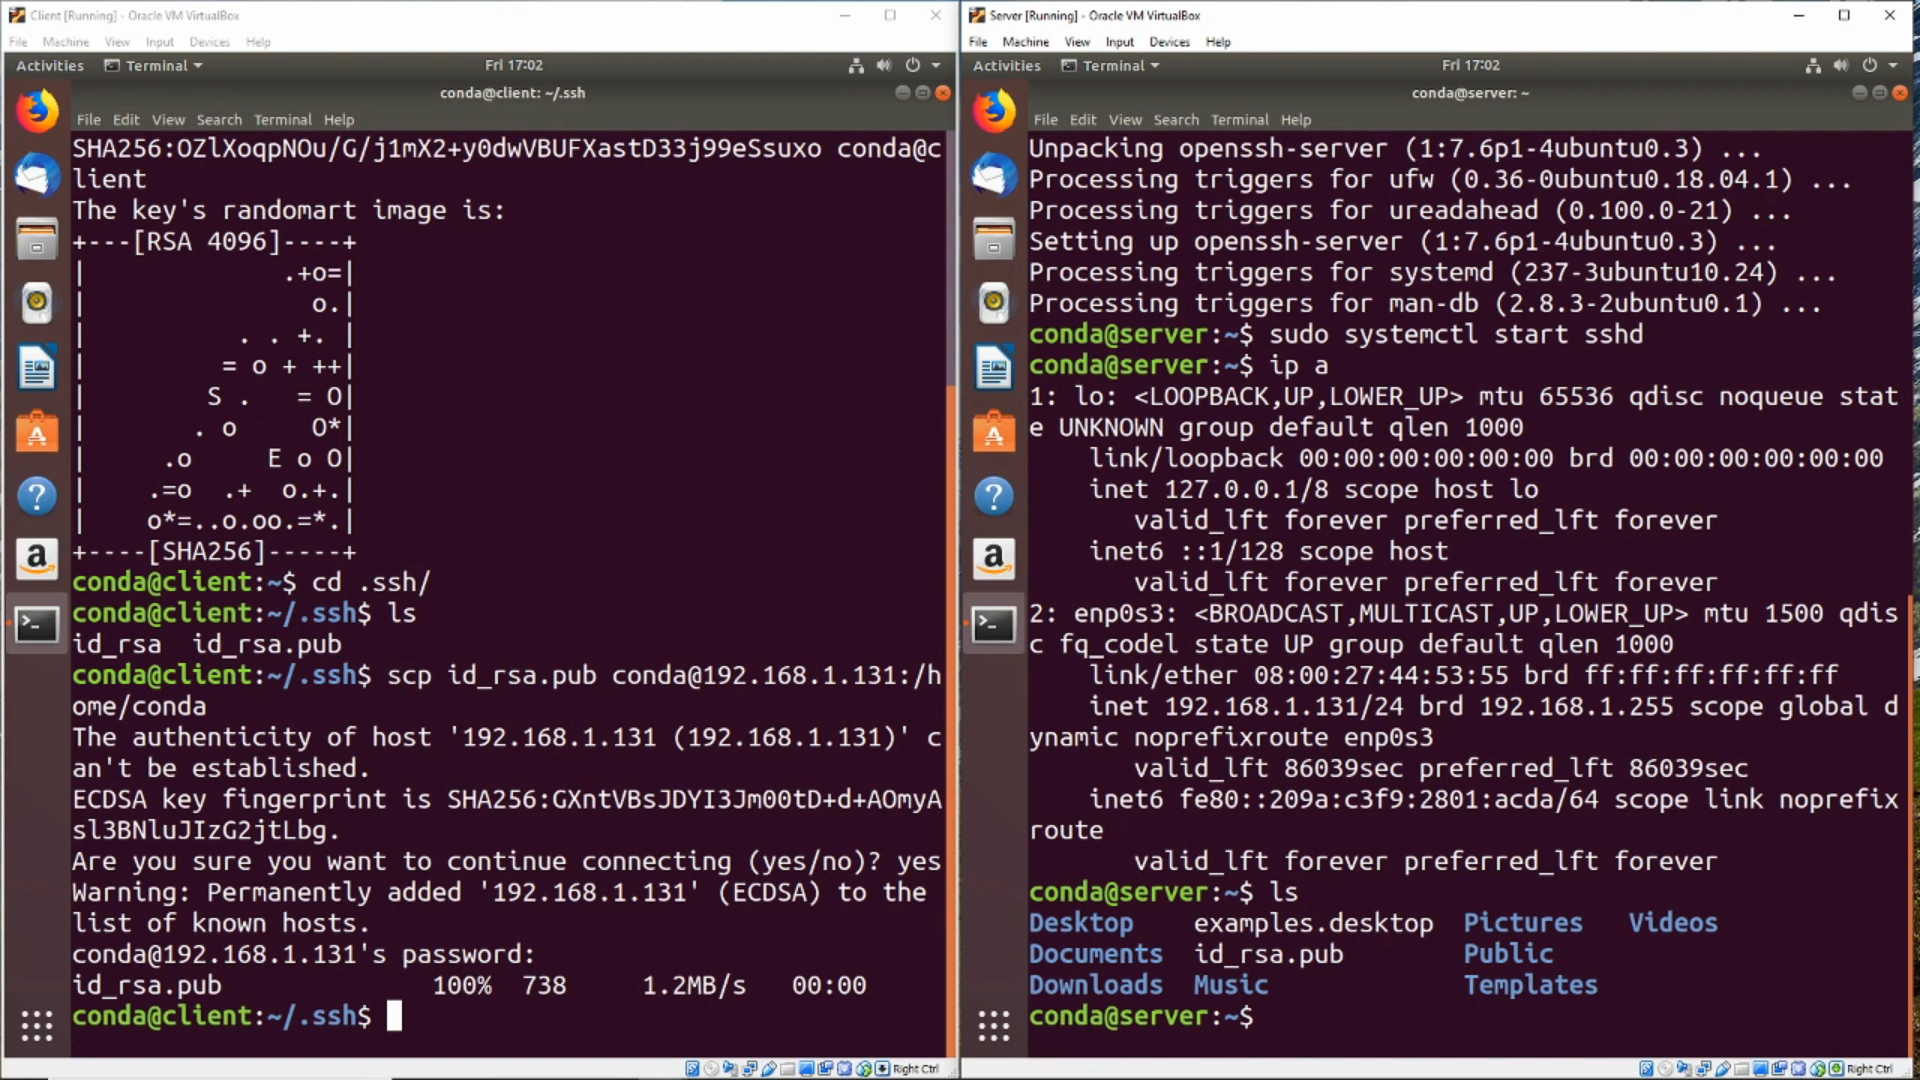 Client [Running] - Oracle VM VirtualBox
File Machine View Input Devices Help
Activities Terminal Fri 17:02
conda@client: ~/.ssh
File Edit View Search Terminal Help
SHA256:OZlXoqpNOu/G/j1mX2+y0dwVBUFXastD33j99eSsuxo conda@c
lient
The key's randomart image is:
+---[RSA 4096]----+
|              .+o=|
|                o.|
|           . . +. |
|          = o + ++|
|         S .   = O|
|        . o     O*|
|      .o     E o O|
|     .=o  .+  o.+.|
|     o*=..o.oo.=*.|
+----[SHA256]-----+
conda@client:~$ cd .ssh/
conda@client:~/.ssh$ ls
id_rsa  id_rsa.pub
conda@client:~/.ssh$ scp id_rsa.pub conda@192.168.1.131:/h
ome/conda
The authenticity of host '192.168.1.131 (192.168.1.131)' c
an't be established.
ECDSA key fingerprint is SHA256:GXntVBsJDYI3Jm00tD+d+AOmyA
sl3BNluJIzG2jtLbg.
Are you sure you want to continue connecting (yes/no)? yes
Warning: Permanently added '192.168.1.131' (ECDSA) to the
list of known hosts.
conda@192.168.1.131's password:
id_rsa.pub              100%  738     1.2MB/s   00:00
conda@client:~/.ssh$
Right Ctrl
Server [Running] - Oracle VM VirtualBox
File Machine View Input Devices Help
Activities Terminal Fri 17:02
conda@server: ~
File Edit View Search Terminal Help
Unpacking openssh-server (1:7.6p1-4ubuntu0.3) ...
Processing triggers for ufw (0.36-0ubuntu0.18.04.1) ...
Processing triggers for ureadahead (0.100.0-21) ...
Setting up openssh-server (1:7.6p1-4ubuntu0.3) ...
Processing triggers for systemd (237-3ubuntu10.24) ...
Processing triggers for man-db (2.8.3-2ubuntu0.1) ...
conda@server:~$ sudo systemctl start sshd
conda@server:~$ ip a
1: lo: <LOOPBACK,UP,LOWER_UP> mtu 65536 qdisc noqueue stat
e UNKNOWN group default qlen 1000
    link/loopback 00:00:00:00:00:00 brd 00:00:00:00:00:00
    inet 127.0.0.1/8 scope host lo
       valid_lft forever preferred_lft forever
    inet6 ::1/128 scope host
       valid_lft forever preferred_lft forever
2: enp0s3: <BROADCAST,MULTICAST,UP,LOWER_UP> mtu 1500 qdis
c fq_codel state UP group default qlen 1000
    link/ether 08:00:27:44:53:55 brd ff:ff:ff:ff:ff:ff
    inet 192.168.1.131/24 brd 192.168.1.255 scope global d
ynamic noprefixroute enp0s3
       valid_lft 86039sec preferred_lft 86039sec
    inet6 fe80::209a:c3f9:2801:acda/64 scope link noprefix
route
       valid_lft forever preferred_lft forever
conda@server:~$ ls
Desktop    examples.desktop  Pictures   Videos
Documents  id_rsa.pub        Public
Downloads  Music             Templates
conda@server:~$
Right Ctrl